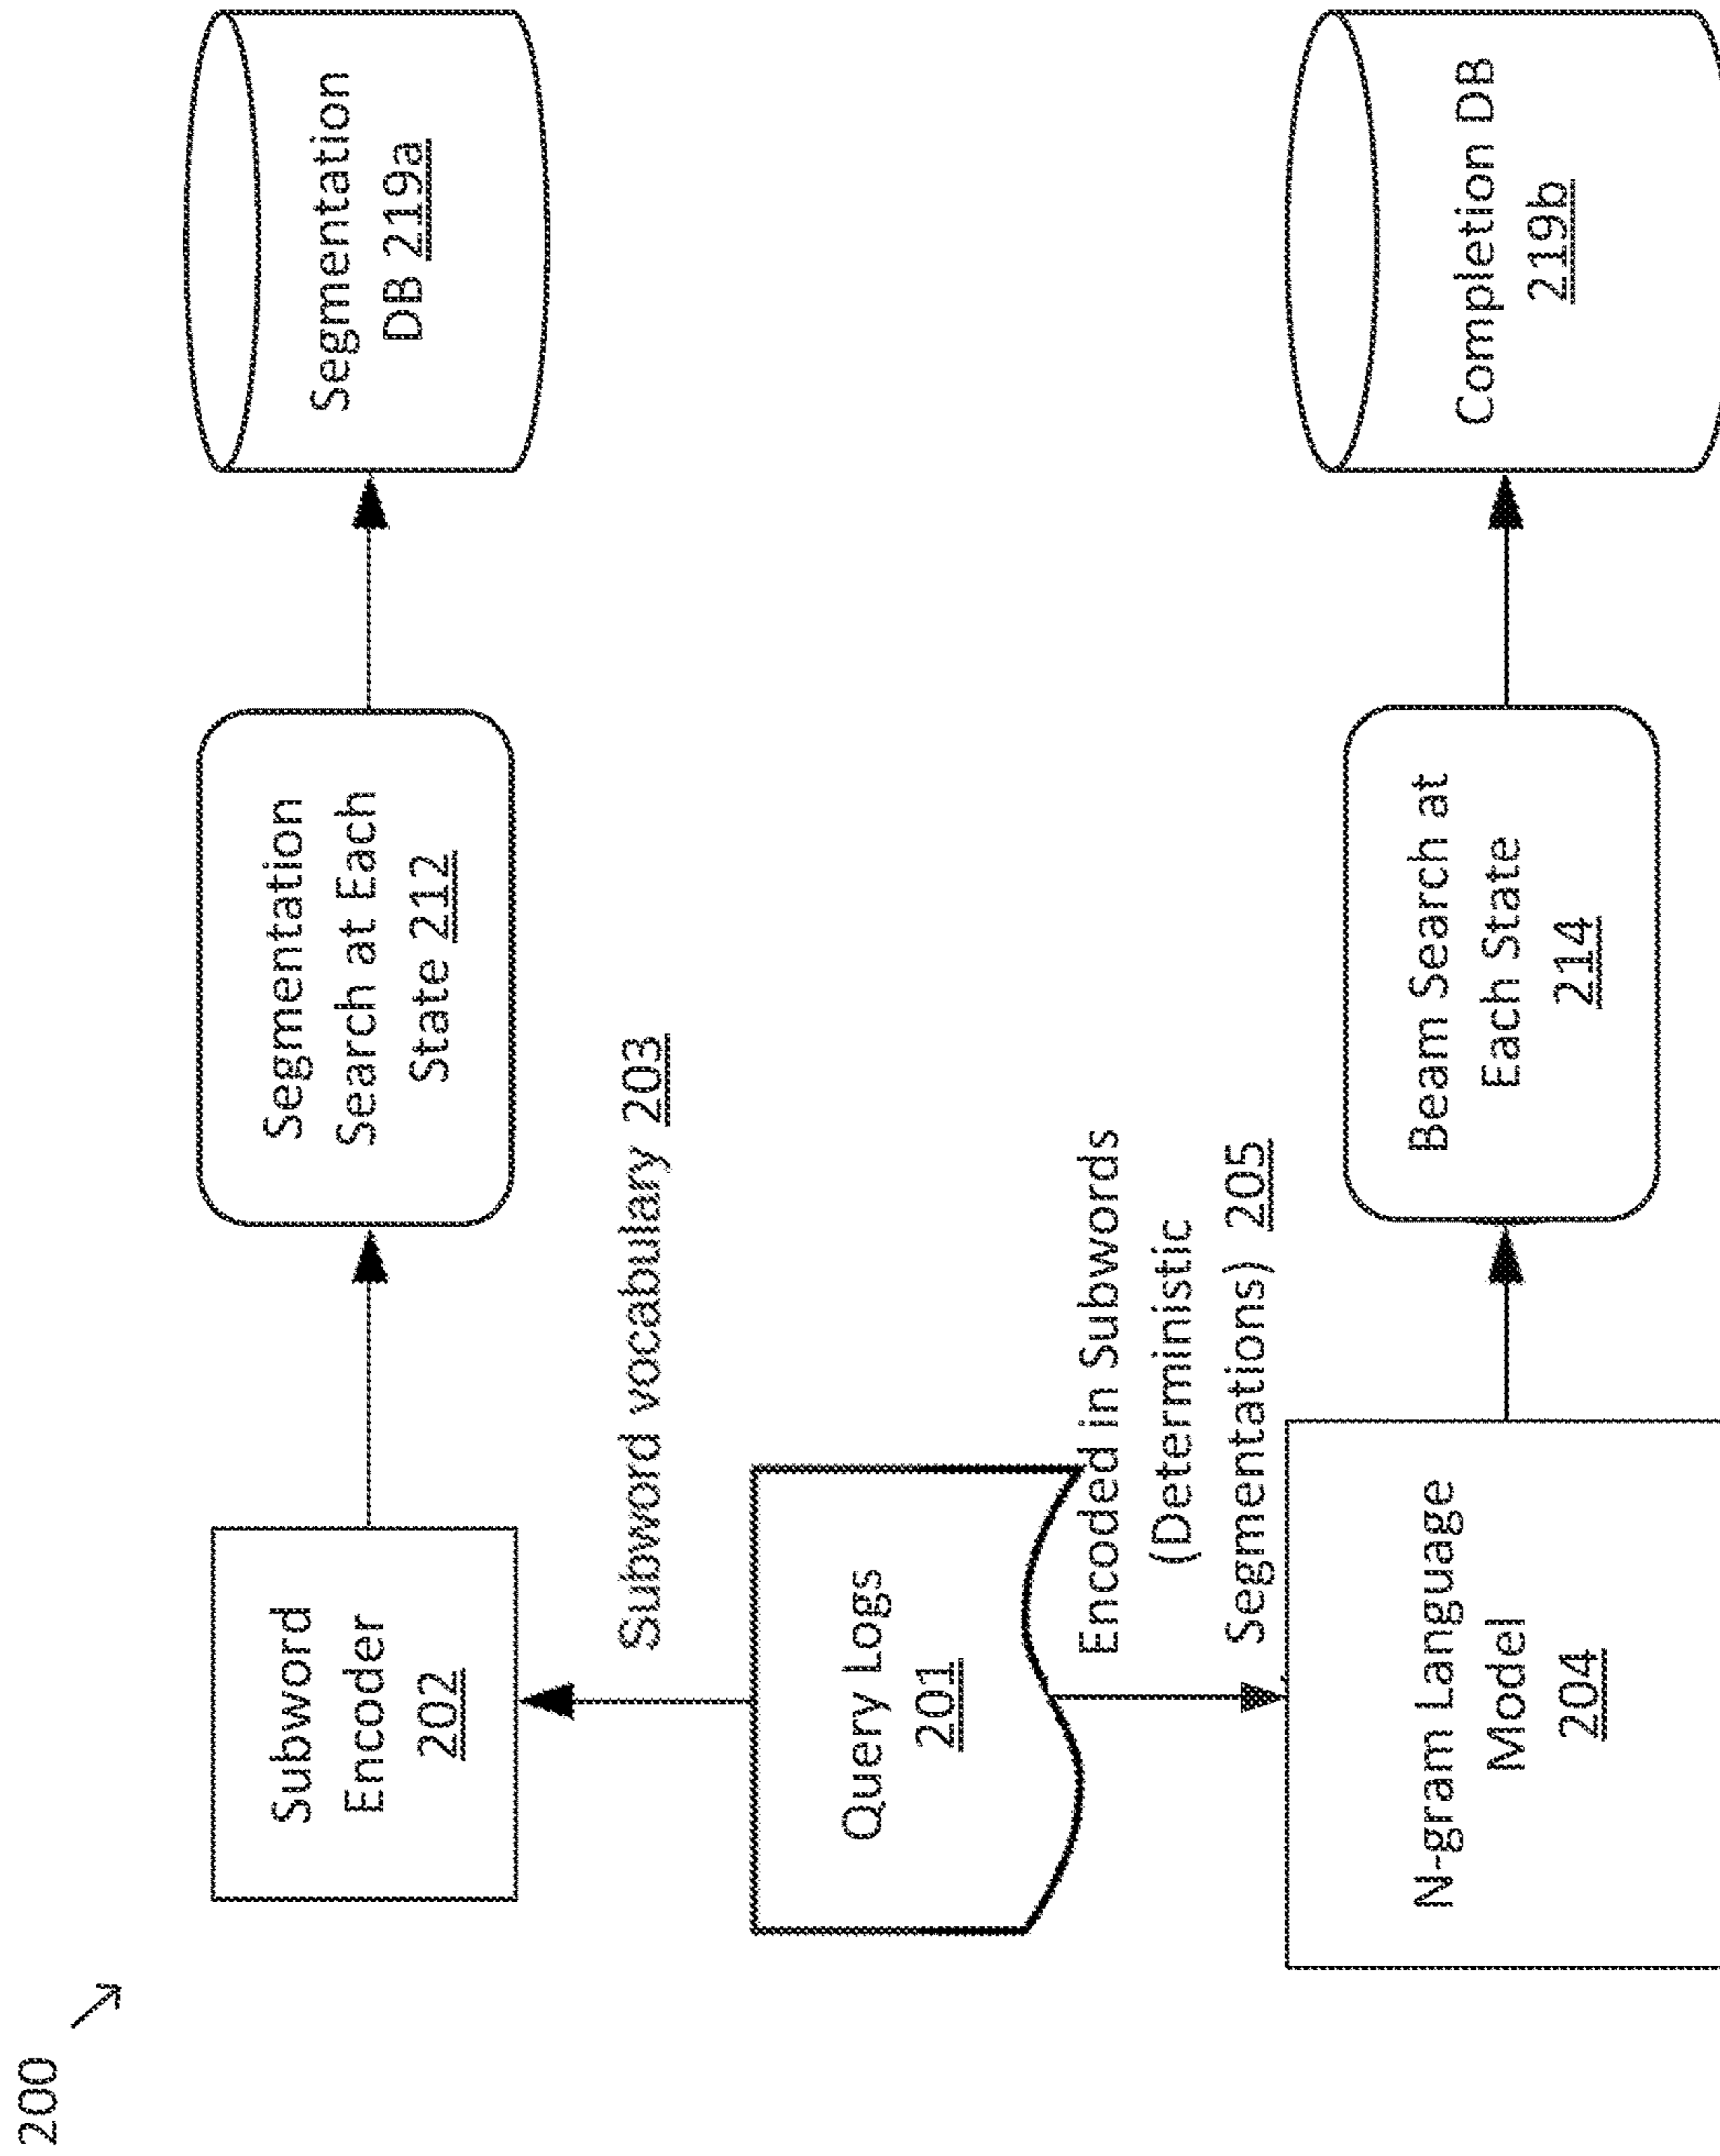 200
Subword
Encoder
202
Segmentation
Search at Each
State 212
Segmentation
DB 219a
Subword vocabulary 203
Query Logs
201
Encoded in Subwords
(Deterministic
Segmentations) 205
N-gram Language
Model
204
Beam Search at
Each State
214
Completion DB
219b